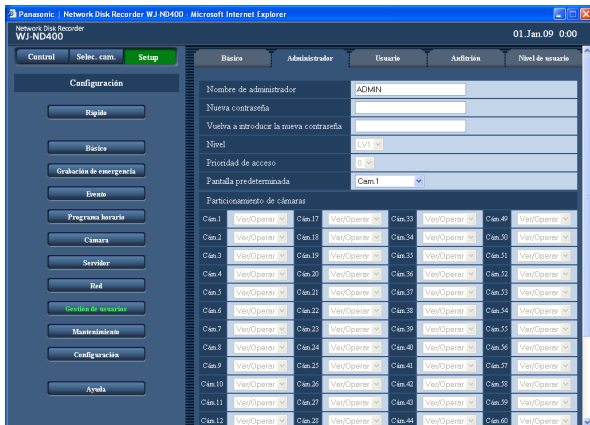 Panasonic | Network Disk Recorder WJ-ND400 - Microsoft Internet Explorer
Network Disk Recorder
WJ-ND400
01.Jan.09 0:00
Control Selec. cam. Setup
Básico Administrador Usuario Anfitrión Nivel de usuario
Configuración
Rápido
Básico
Grabación de emergencia
Evento
Programa horario
Cámara
Servidor
Red
Gestión de usuarios
Mantenimiento
Configuración
Ayuda
Nombre de administrador ADMIN
Nueva contraseña
Vuelva a introducir la nueva contraseña
Nivel LV1
Prioridad de acceso 0
Pantalla predeterminada Cam.1
Particionamiento de cámaras
Cám.1 Ver/Operar Cám.17 Ver/Operar Cám.33 Ver/Operar Cám.49 Ver/Operar
Cám.2 Ver/Operar Cám.18 Ver/Operar Cám.34 Ver/Operar Cám.50 Ver/Operar
Cám.3 Ver/Operar Cám.19 Ver/Operar Cám.35 Ver/Operar Cám.51 Ver/Operar
Cám.4 Ver/Operar Cám.20 Ver/Operar Cám.36 Ver/Operar Cám.52 Ver/Operar
Cám.5 Ver/Operar Cám.21 Ver/Operar Cám.37 Ver/Operar Cám.53 Ver/Operar
Cám.6 Ver/Operar Cám.22 Ver/Operar Cám.38 Ver/Operar Cám.54 Ver/Operar
Cám.7 Ver/Operar Cám.23 Ver/Operar Cám.39 Ver/Operar Cám.55 Ver/Operar
Cám.8 Ver/Operar Cám.24 Ver/Operar Cám.40 Ver/Operar Cám.56 Ver/Operar
Cám.9 Ver/Operar Cám.25 Ver/Operar Cám.41 Ver/Operar Cám.57 Ver/Operar
Cám.10 Ver/Operar Cám.26 Ver/Operar Cám.42 Ver/Operar Cám.58 Ver/Operar
Cám.11 Ver/Operar Cám.27 Ver/Operar Cám.43 Ver/Operar Cám.59 Ver/Operar
Cám.12 Ver/Operar Cám.28 Ver/Operar Cám.44 Ver/Operar Cám.60 Ver/Operar